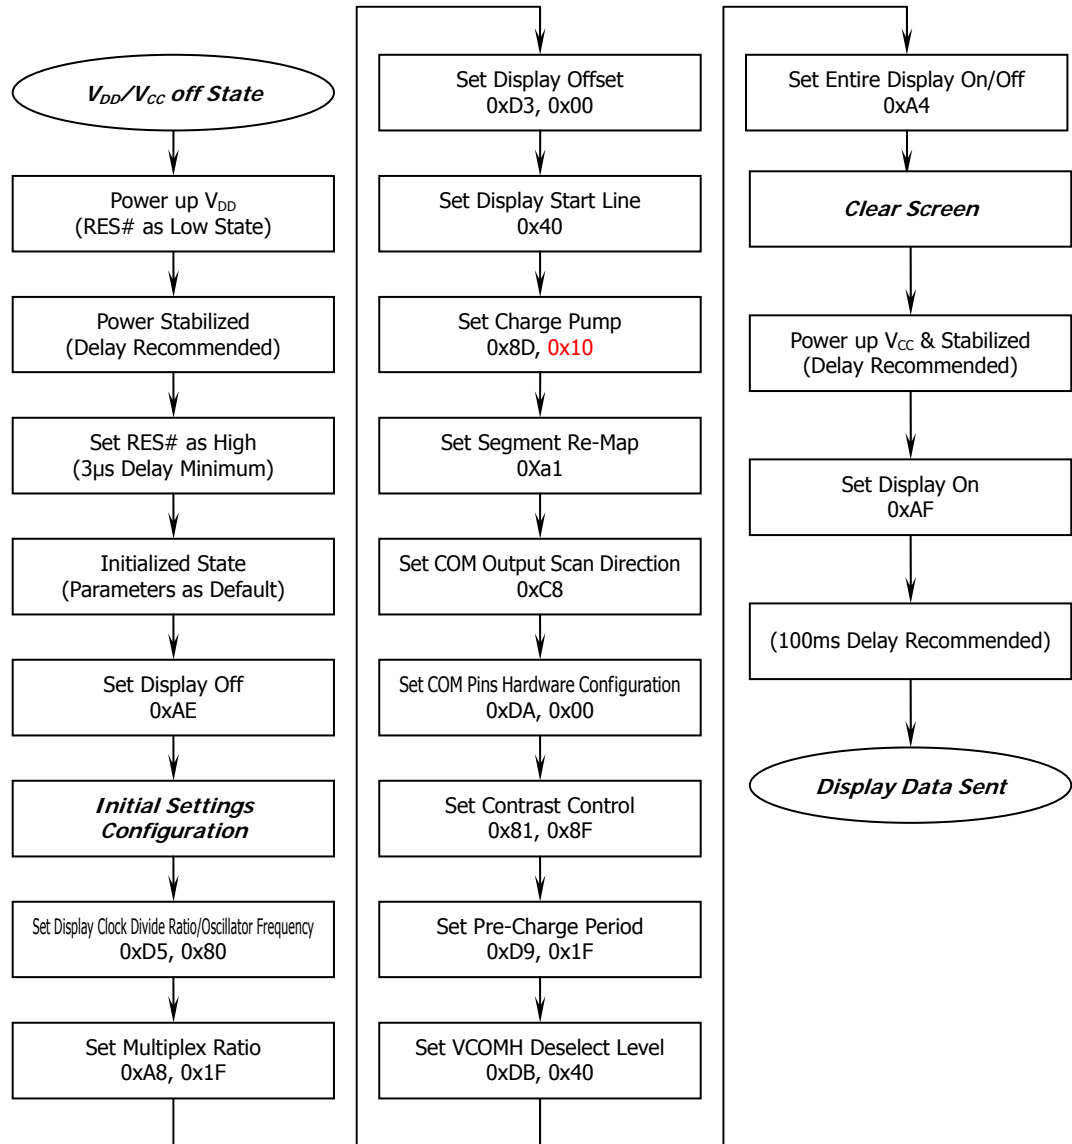 V_DD/V_CC off State
Power up V_DD
(RES# as Low State)
Power Stabilized
(Delay Recommended)
Set RES# as High
(3μs Delay Minimum)
Initialized State
(Parameters as Default)
Set Display Off
0xAE
Initial Settings
Configuration
Set Display Clock Divide Ratio/Oscillator Frequency
0xD5, 0x80
Set Multiplex Ratio
0xA8, 0x1F
Set Display Offset
0xD3, 0x00
Set Display Start Line
0x40
Set Charge Pump
0x8D, 0x10
Set Segment Re-Map
0Xa1
Set COM Output Scan Direction
0xC8
Set COM Pins Hardware Configuration
0xDA, 0x00
Set Contrast Control
0x81, 0x8F
Set Pre-Charge Period
0xD9, 0x1F
Set VCOMH Deselect Level
0xDB, 0x40
Set Entire Display On/Off
0xA4
Clear Screen
Power up V_CC & Stabilized
(Delay Recommended)
Set Display On
0xAF
(100ms Delay Recommended)
Display Data Sent